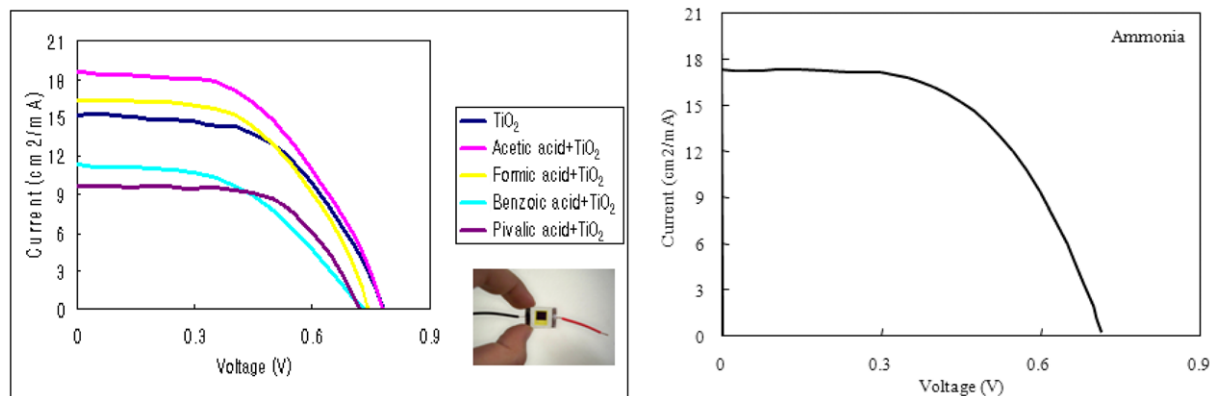 21
18
15
12
9
6
3
0
Current (cm2/mA)
0
0.3
0.6
0.9
Voltage (V)
TiO₂
Acetic acid+TiO₂
Formic acid+TiO₂
Benzoic acid+TiO₂
Pivalic acid+TiO₂
Ammonia
21
18
15
12
9
6
3
0
Current (cm2/mA)
0
0.3
0.6
0.9
Voltage (V)